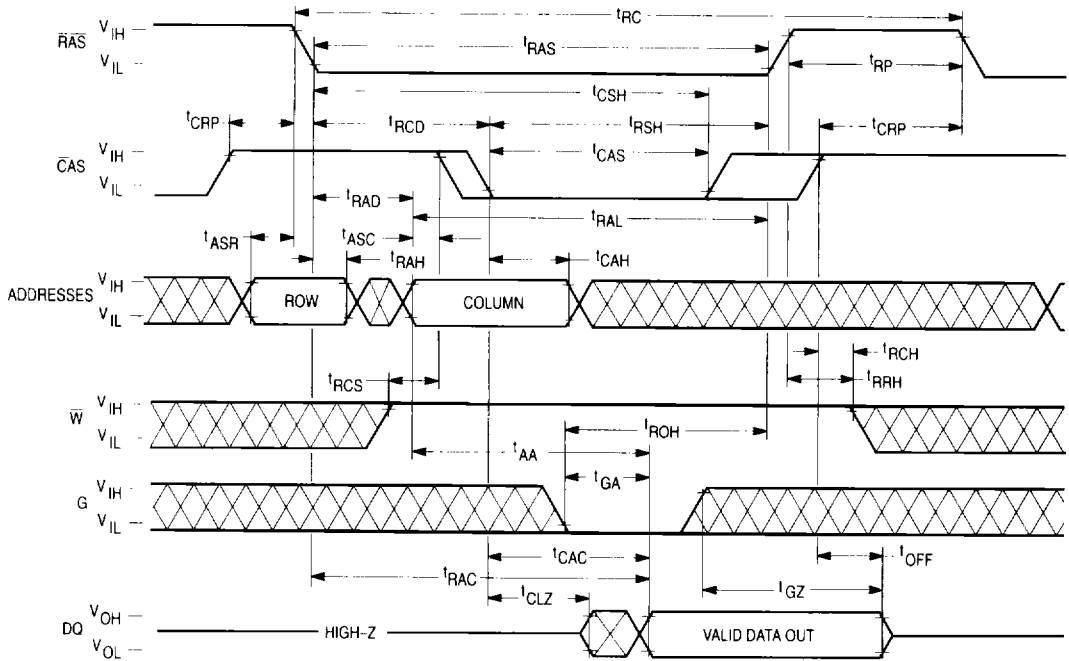 tRC
RAS VIH
VIL
tRAS
tRP
tCSH
tCRP
tRCD
tRSH
tCRP
CAS VIH
VIL
tCAS
tRAD
tRAL
tASR
tASC
tRAH
tCAH
ADDRESSES VIH
VIL
ROW
COLUMN
tRCH
tRRH
tRCS
W VIH
VIL
tROH
tAA
tGA
G VIH
VIL
tCAC
tOFF
tRAC
tCLZ
tGZ
DQ VOH
VOL
HIGH-Z
VALID DATA OUT